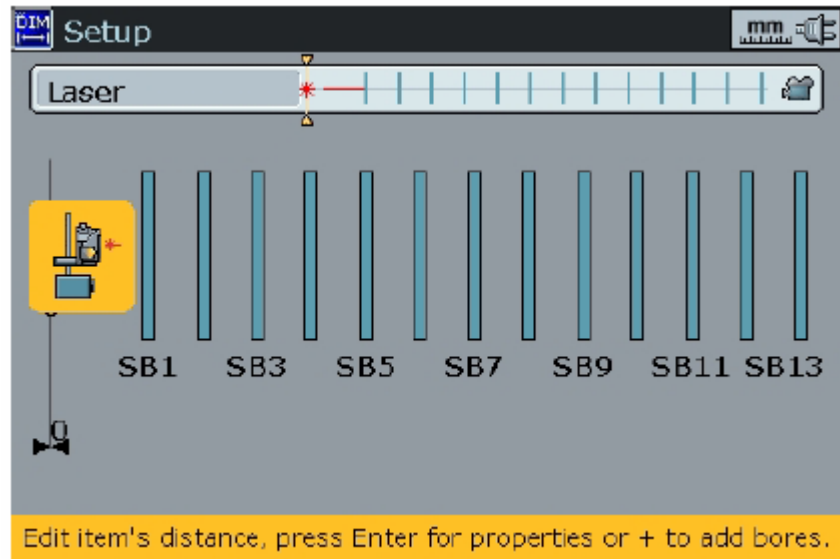 DIM Setup mm
Laser
SB1 SB3 SB5 SB7 SB9 SB11 SB13
0
Edit item's distance, press Enter for properties or + to add bores.